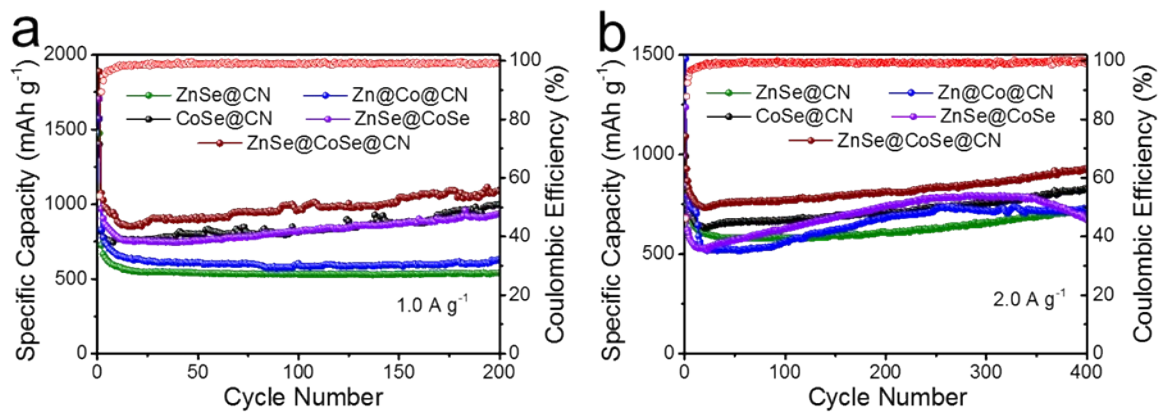 a
2000
1500
1000
500
0
Specific Capacity (mAh g⁻¹)
ZnSe@CN
Zn@Co@CN
CoSe@CN
ZnSe@CoSe
ZnSe@CoSe@CN
1.0 A g⁻¹
100
80
60
40
20
0
Coulombic Efficiency (%)
0
50
100
150
200
Cycle Number
b
1500
1000
500
0
Specific Capacity (mAh g⁻¹)
ZnSe@CN
Zn@Co@CN
CoSe@CN
ZnSe@CoSe
ZnSe@CoSe@CN
2.0 A g⁻¹
100
80
60
40
20
0
Coulombic Efficiency (%)
0
100
200
300
400
Cycle Number